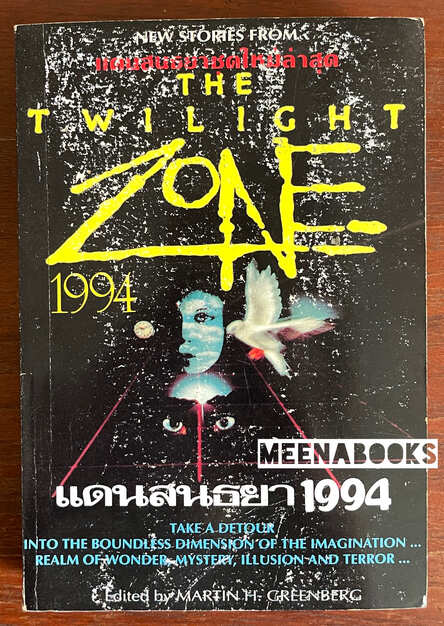 NEW STORIES FROM...
แดนสนธยาชุดใหม่ล่าสุด
THE
TWILIGHT
ZONE
1994
MEENABOOKS
แดนสนธยา 1994
TAKE A DETOUR
INTO THE BOUNDLESS DIMENSION OF THE IMAGINATION ...
REALM OF WONDER, MYSTERY, ILLUSION AND TERROR ...
Edited by MARTIN H. GREENBERG